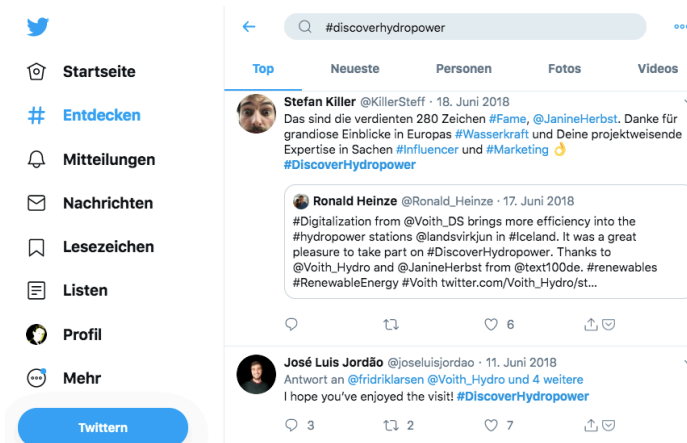 #discoverhydropower
Startseite
Entdecken
Mitteilungen
Nachrichten
Lesezeichen
Listen
Profil
Mehr
Twittern
Top Neueste Personen Fotos Videos
Stefan Killer @KillerSteff · 18. Juni 2018
Das sind die verdienten 280 Zeichen #Fame, @JanineHerbst. Danke für
grandiose Einblicke in Europas #Wasserkraft und Deine projektweisende
Expertise in Sachen #Influencer und #Marketing 👌
#DiscoverHydropower
Ronald Heinze @Ronald_Heinze · 17. Juni 2018
#Digitalization from @Voith_DS brings more efficiency into the
#hydropower stations @landsvirkjun in #Iceland. It was a great
pleasure to take part on #DiscoverHydropower. Thanks to
@Voith_Hydro and @JanineHerbst from @text100de. #renewables
#RenewableEnergy #Voith twitter.com/Voith_Hydro/st...
6
José Luis Jordão @joseluisjordao · 11. Juni 2018
Antwort an @fridriklarsen @Voith_Hydro und 4 weitere
I hope you've enjoyed the visit! #DiscoverHydropower
3 2 7